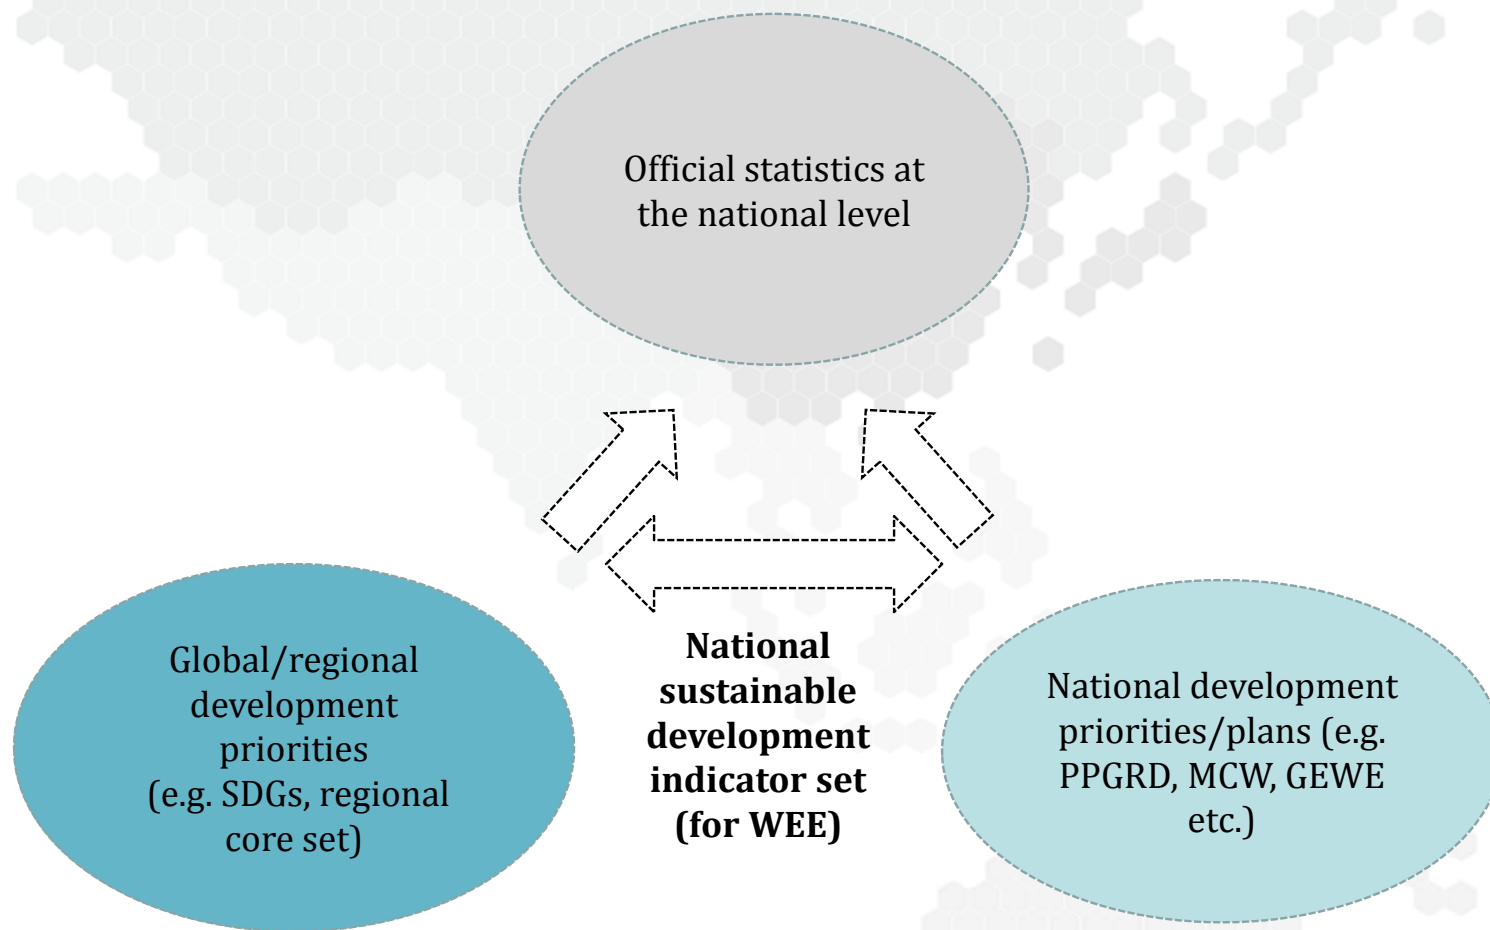 Official statistics at
the national level
Global/regional
development
priorities
(e.g. SDGs, regional
core set)
National
sustainable
development
indicator set
(for WEE)
National development
priorities/plans (e.g.
PPGRD, MCW, GEWE
etc.)